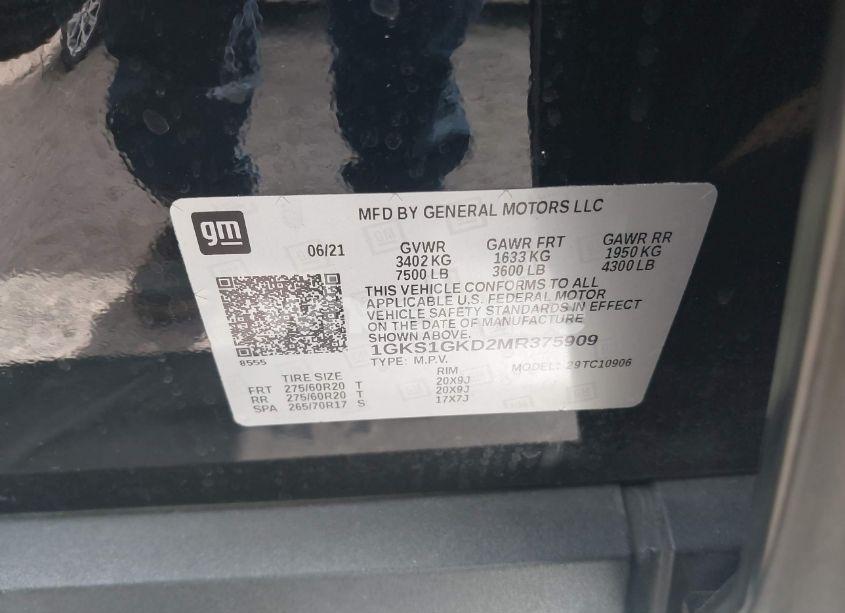 gm
MFD BY GENERAL MOTORS LLC
06/21 GVWR GAWR FRT GAWR RR
3402 KG 1633 KG 1950 KG
7500 LB 3600 LB 4300 LB
THIS VEHICLE CONFORMS TO ALL
APPLICABLE U.S. FEDERAL MOTOR
VEHICLE SAFETY STANDARDS IN EFFECT
ON THE DATE OF MANUFACTURE
SHOWN ABOVE.
1GKS1GKD2MR375909
8555
TYPE: M.P.V. MODEL: 29TC10906
TIRE SIZE RIM
FRT 275/60R20 T 20X9J
RR 275/60R20 T 20X9J
SPA 265/70R17 S 17X7J